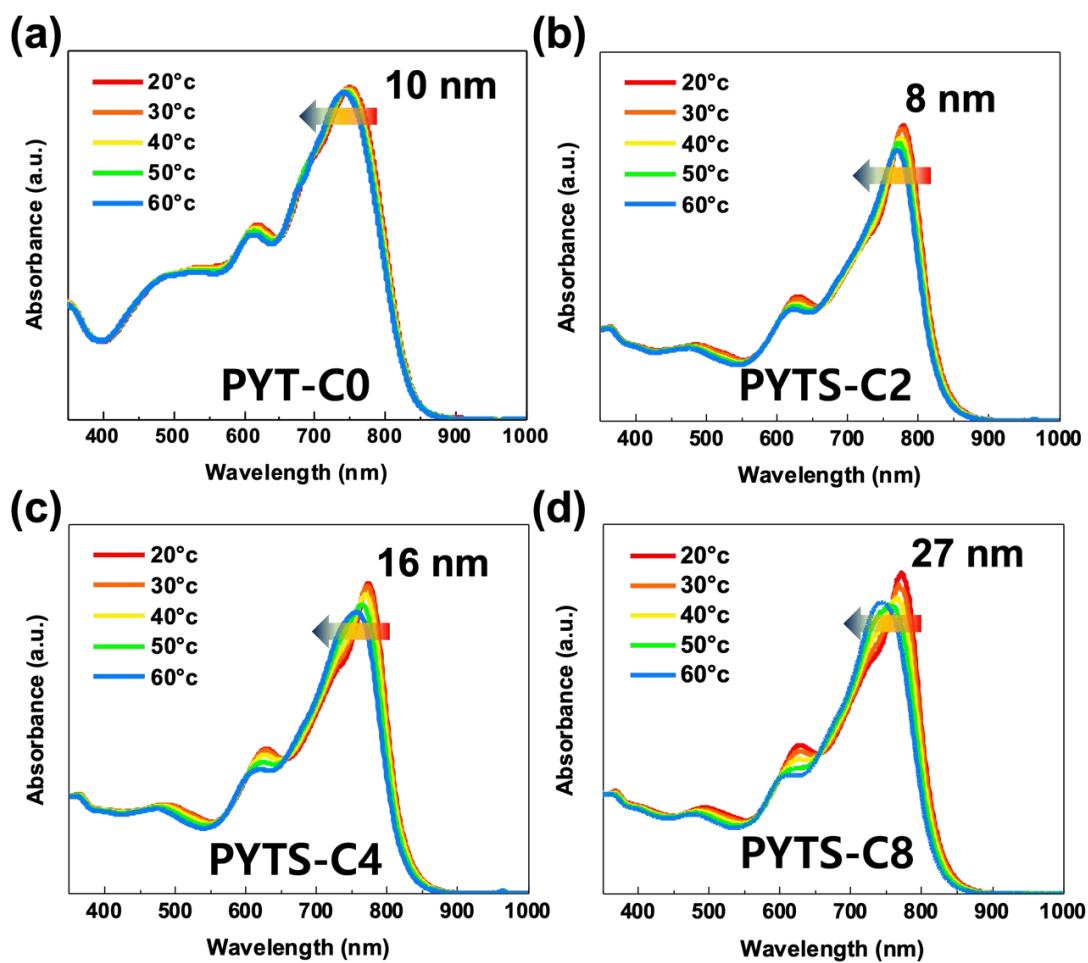 (a)
20°c
30°c
40°c
50°c
60°c
10 nm
PYT-C0
Absorbance (a.u.)
400 500 600 700 800 900 1000
Wavelength (nm)
(b)
20°c
30°c
40°c
50°c
60°c
8 nm
PYTS-C2
Absorbance (a.u.)
400 500 600 700 800 900 1000
Wavelength (nm)
(c)
20°c
30°c
40°c
50°c
60°c
16 nm
PYTS-C4
Absorbance (a.u.)
400 500 600 700 800 900 1000
Wavelength (nm)
(d)
20°c
30°c
40°c
50°c
60°c
27 nm
PYTS-C8
Absorbance (a.u.)
400 500 600 700 800 900 1000
Wavelength (nm)